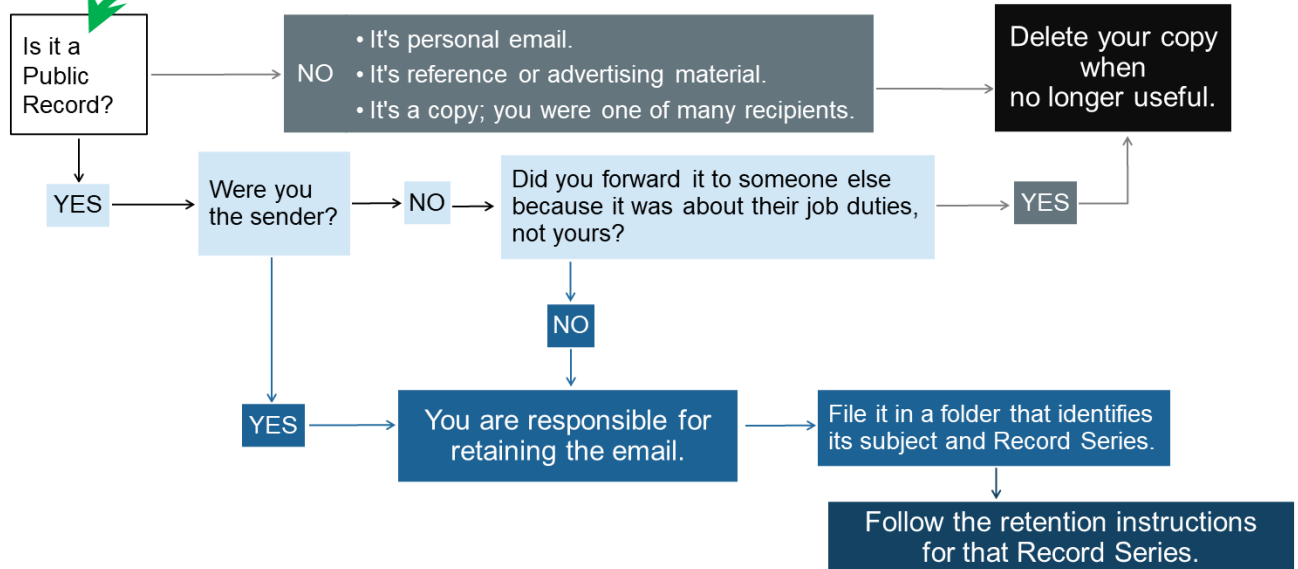 Is it a
Public
Record?
NO
• It's personal email.
• It's reference or advertising material.
• It's a copy; you were one of many recipients.
Delete your copy
when
no longer useful.
YES
Were you
the sender?
NO
Did you forward it to someone else
because it was about their job duties,
not yours?
YES
NO
YES
You are responsible for
retaining the email.
File it in a folder that identifies
its subject and Record Series.
Follow the retention instructions
for that Record Series.